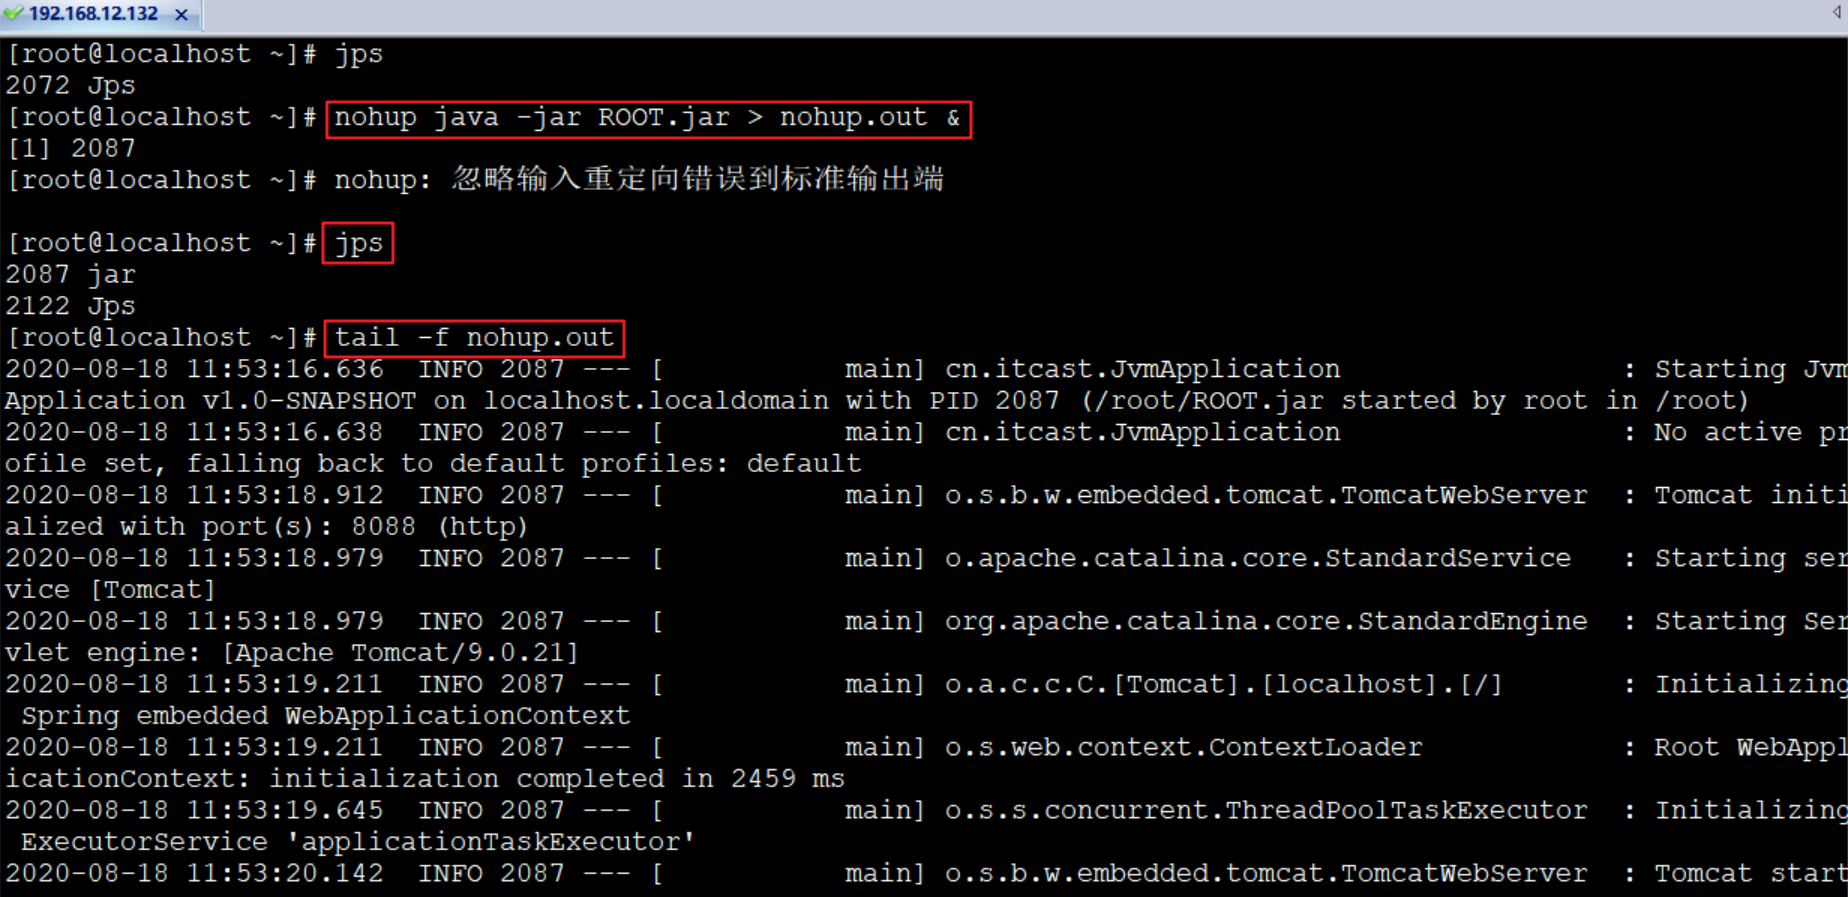 192.168.12.132 ×
[root@localhost ~]# jps
2072 Jps
[root@localhost ~]# nohup java -jar ROOT.jar > nohup.out &
[1] 2087
[root@localhost ~]# nohup: 忽略输入重定向错误到标准输出端
[root@localhost ~]# jps
2087 jar
2122 Jps
[root@localhost ~]# tail -f nohup.out
2020-08-18 11:53:16.636  INFO 2087 --- [           main] cn.itcast.JvmApplication                 : Starting Jvm
Application v1.0-SNAPSHOT on localhost.localdomain with PID 2087 (/root/ROOT.jar started by root in /root)
2020-08-18 11:53:16.638  INFO 2087 --- [           main] cn.itcast.JvmApplication                 : No active pr
ofile set, falling back to default profiles: default
2020-08-18 11:53:18.912  INFO 2087 --- [           main] o.s.b.w.embedded.tomcat.TomcatWebServer  : Tomcat initi
alized with port(s): 8088 (http)
2020-08-18 11:53:18.979  INFO 2087 --- [           main] o.apache.catalina.core.StandardService   : Starting ser
vice [Tomcat]
2020-08-18 11:53:18.979  INFO 2087 --- [           main] org.apache.catalina.core.StandardEngine  : Starting Ser
vlet engine: [Apache Tomcat/9.0.21]
2020-08-18 11:53:19.211  INFO 2087 --- [           main] o.a.c.c.C.[Tomcat].[localhost].[/]       : Initializing
 Spring embedded WebApplicationContext
2020-08-18 11:53:19.211  INFO 2087 --- [           main] o.s.web.context.ContextLoader            : Root WebAppl
icationContext: initialization completed in 2459 ms
2020-08-18 11:53:19.645  INFO 2087 --- [           main] o.s.s.concurrent.ThreadPoolTaskExecutor  : Initializing
 ExecutorService 'applicationTaskExecutor'
2020-08-18 11:53:20.142  INFO 2087 --- [           main] o.s.b.w.embedded.tomcat.TomcatWebServer  : Tomcat start